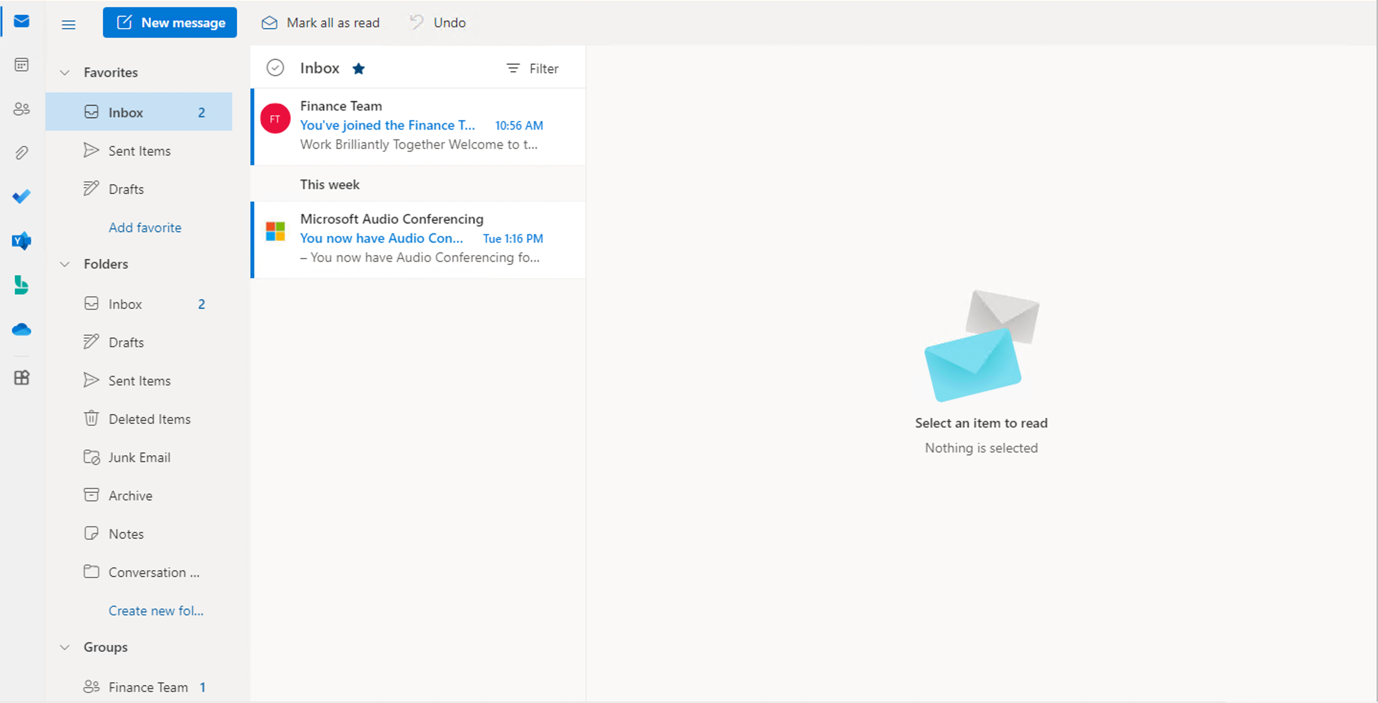 New message
Mark all as read
Undo
Favorites
Inbox 2
Sent Items
Drafts
Add favorite
Folders
Inbox 2
Drafts
Sent Items
Deleted Items
Junk Email
Archive
Notes
Conversation ...
Create new fol...
Groups
Finance Team 1
Inbox
Filter
FT
Finance Team
You've joined the Finance T... 10:56 AM
Work Brilliantly Together Welcome to t...
This week
Microsoft Audio Conferencing
You now have Audio Con... Tue 1:16 PM
– You now have Audio Conferencing fo...
Select an item to read
Nothing is selected